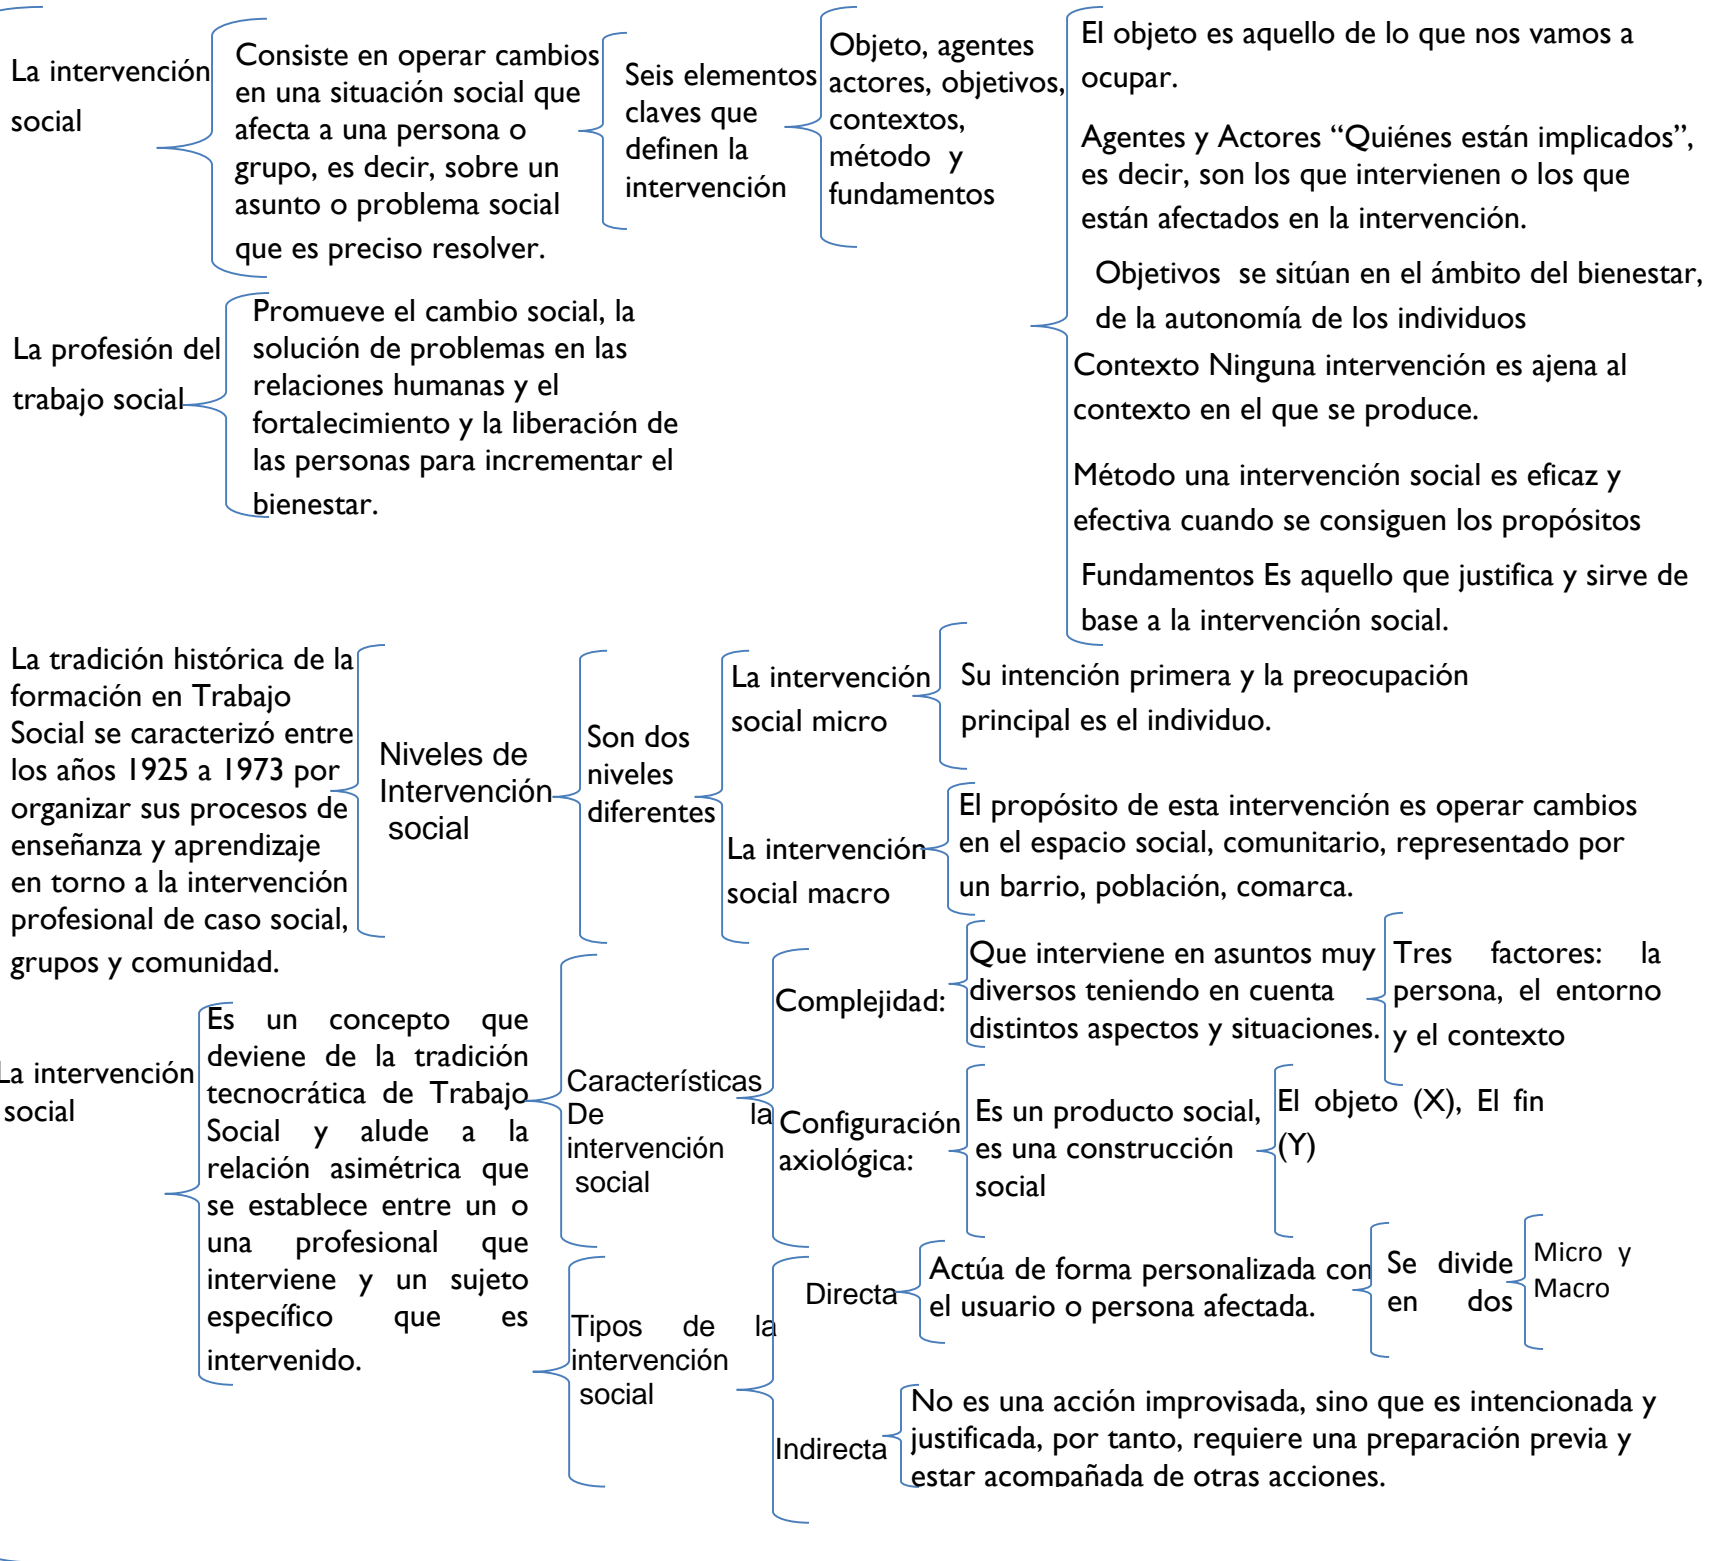 La intervención
social
Consiste en operar cambios
en una situación social que
afecta a una persona o
grupo, es decir, sobre un
asunto o problema social
que es preciso resolver.
Seis elementos
claves que
definen la
intervención
Objeto, agentes
actores, objetivos,
contextos,
método y
fundamentos
El objeto es aquello de lo que nos vamos a
ocupar.
Agentes y Actores “Quiénes están implicados”,
es decir, son los que intervienen o los que
están afectados en la intervención.
Objetivos se sitúan en el ámbito del bienestar,
de la autonomía de los individuos
Contexto Ninguna intervención es ajena al
contexto en el que se produce.
Método una intervención social es eficaz y
efectiva cuando se consiguen los propósitos
Fundamentos Es aquello que justifica y sirve de
base a la intervención social.
La profesión del
trabajo social
Promueve el cambio social, la
solución de problemas en las
relaciones humanas y el
fortalecimiento y la liberación de
las personas para incrementar el
bienestar.
La tradición histórica de la
formación en Trabajo
Social se caracterizó entre
los años 1925 a 1973 por
organizar sus procesos de
enseñanza y aprendizaje
en torno a la intervención
profesional de caso social,
grupos y comunidad.
Niveles de
Intervención
social
Son dos
niveles
diferentes
La intervención
social micro
Su intención primera y la preocupación
principal es el individuo.
La intervención
social macro
El propósito de esta intervención es operar cambios
en el espacio social, comunitario, representado por
un barrio, población, comarca.
La intervención
social
Es un concepto que
deviene de la tradición
tecnocrática de Trabajo
Social y alude a la
relación asimétrica que
se establece entre un o
una profesional que
interviene y un sujeto
específico que es
intervenido.
Características
De la
intervención
social
Complejidad:
Que interviene en asuntos muy
diversos teniendo en cuenta
distintos aspectos y situaciones.
Tres factores: la
persona, el entorno
y el contexto
Configuración
axiológica:
Es un producto social,
es una construcción
social
El objeto (X), El fin
(Y)
Tipos de la
intervención
social
Directa
Actúa de forma personalizada con
el usuario o persona afectada.
Se divide
en dos
Micro y
Macro
Indirecta
No es una acción improvisada, sino que es intencionada y
justificada, por tanto, requiere una preparación previa y
estar acompañada de otras acciones.